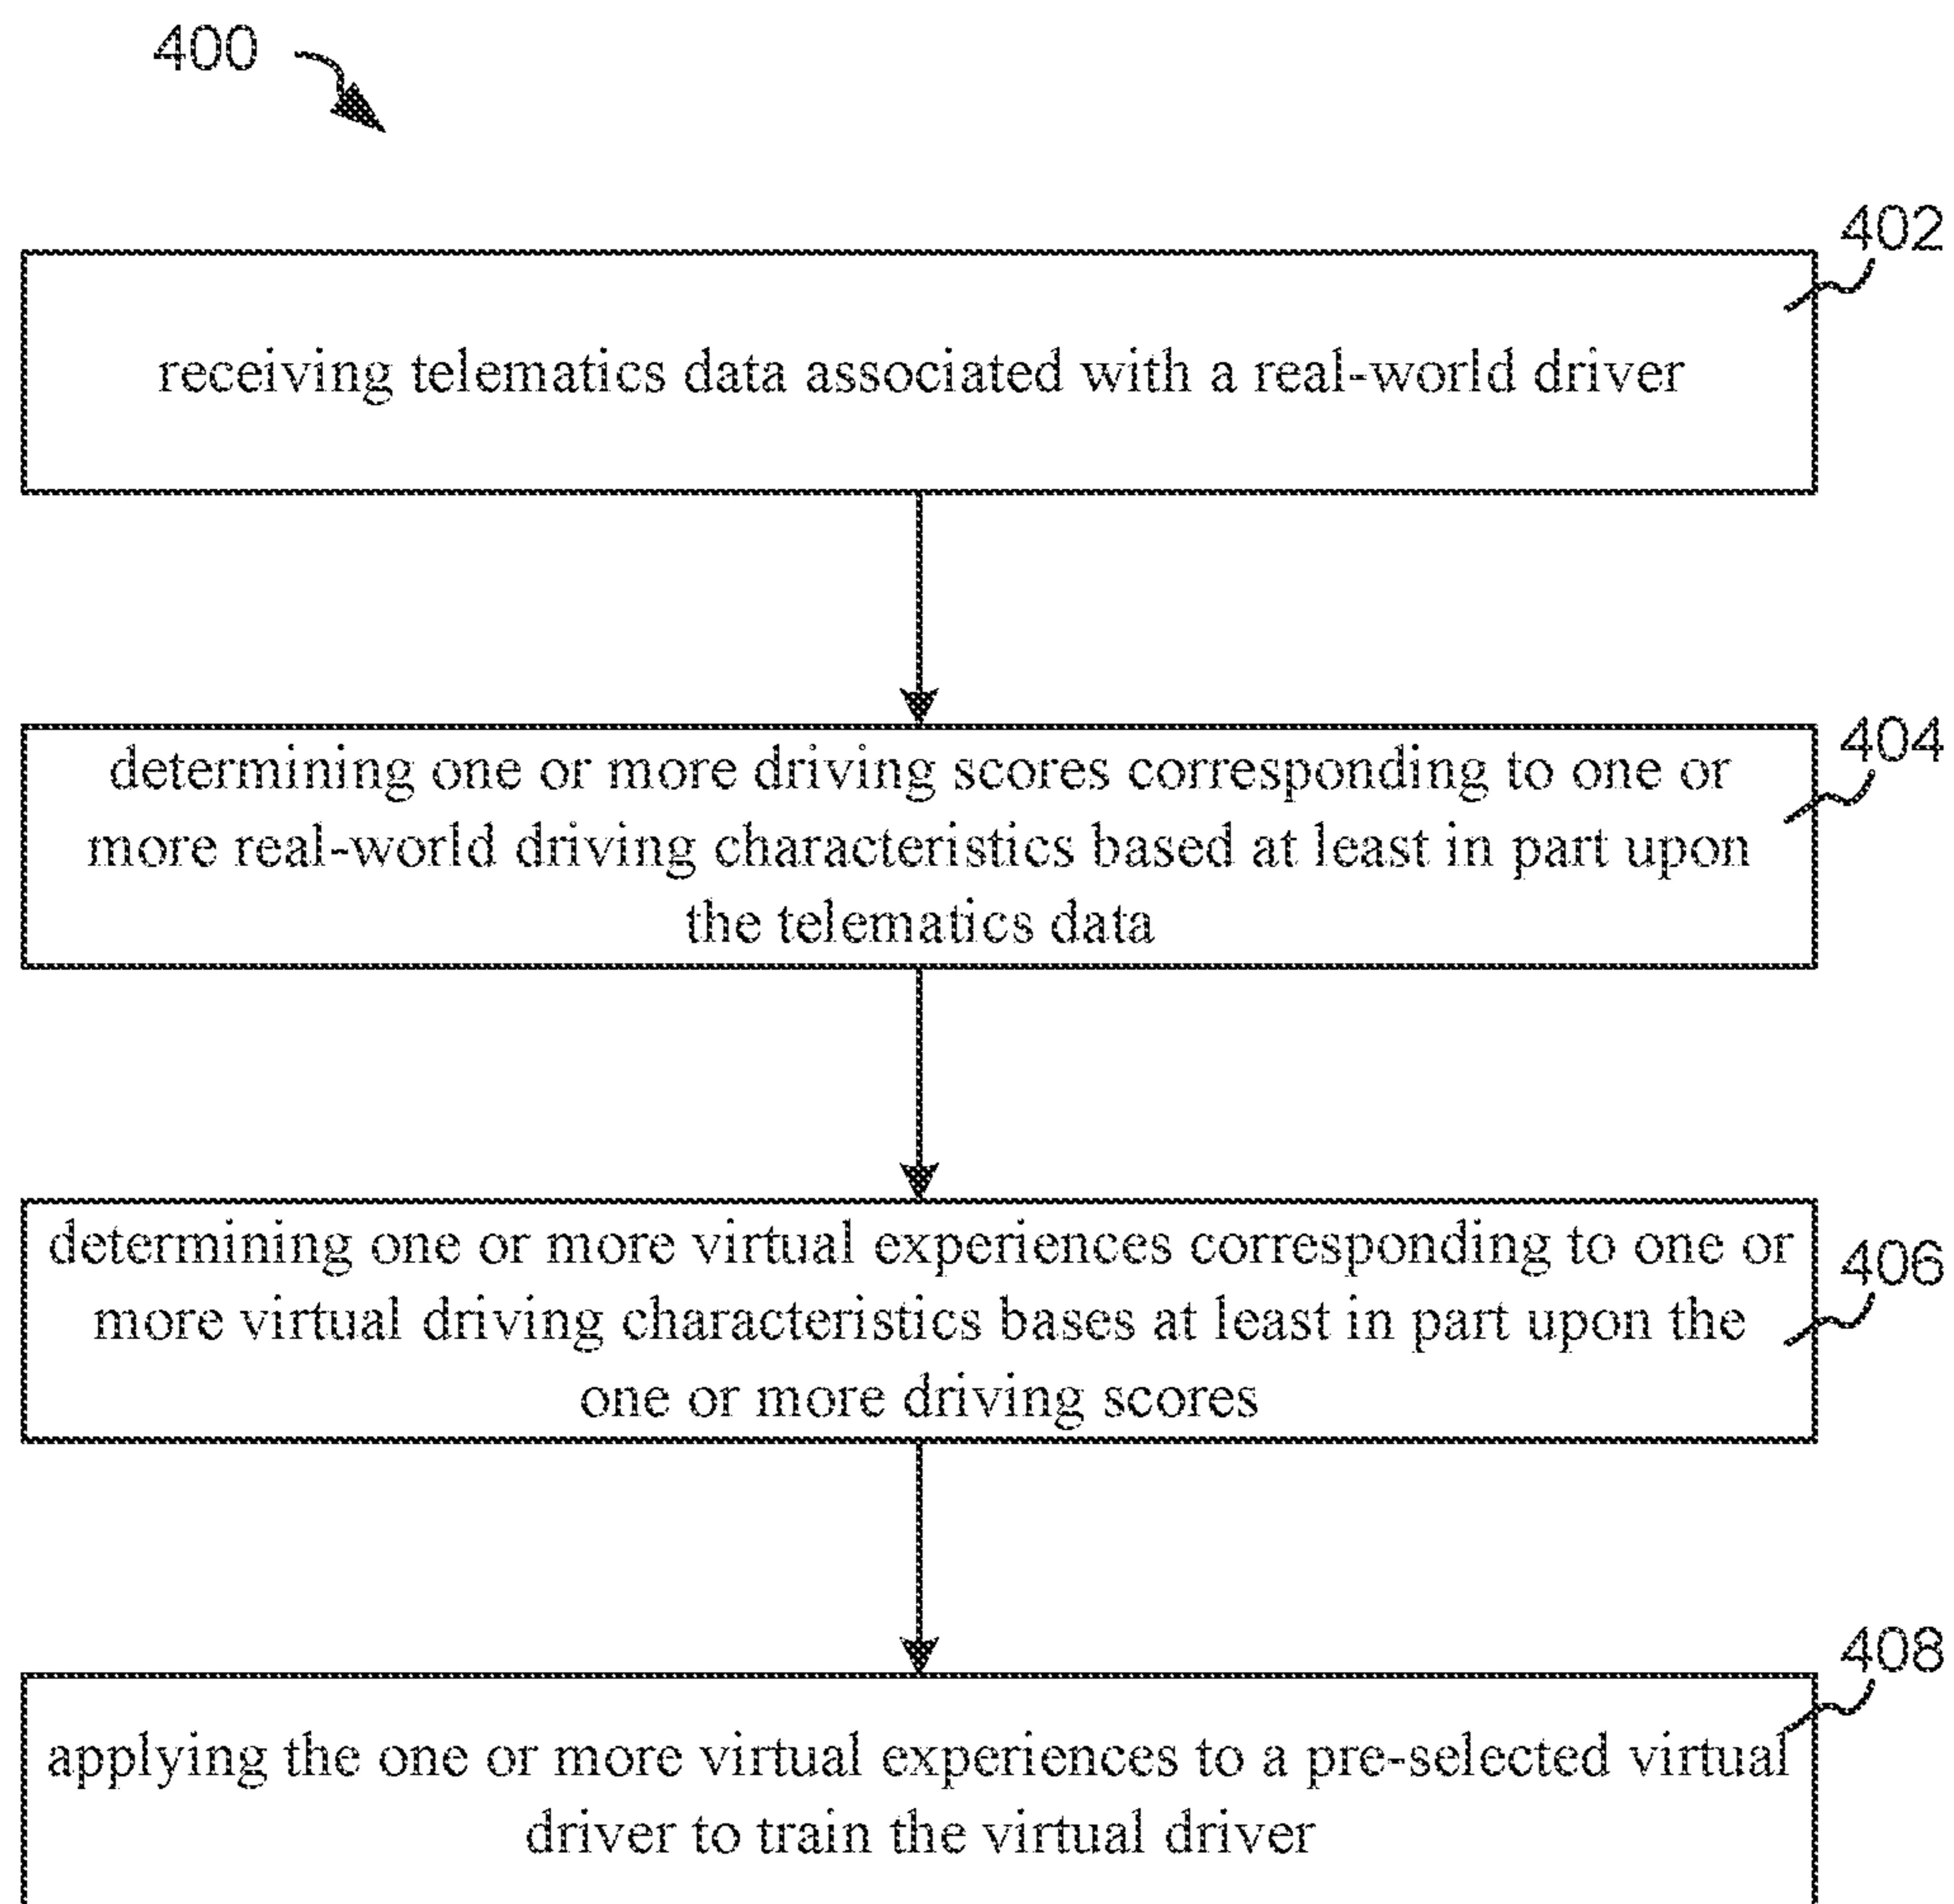 400
402
receiving telematics data associated with a real-world driver
404
determining one or more driving scores corresponding to one or
more real-world driving characteristics based at least in part upon
the telematics data
406
determining one or more virtual experiences corresponding to one or
more virtual driving characteristics bases at least in part upon the
one or more driving scores
408
applying the one or more virtual experiences to a pre-selected virtual
driver to train the virtual driver